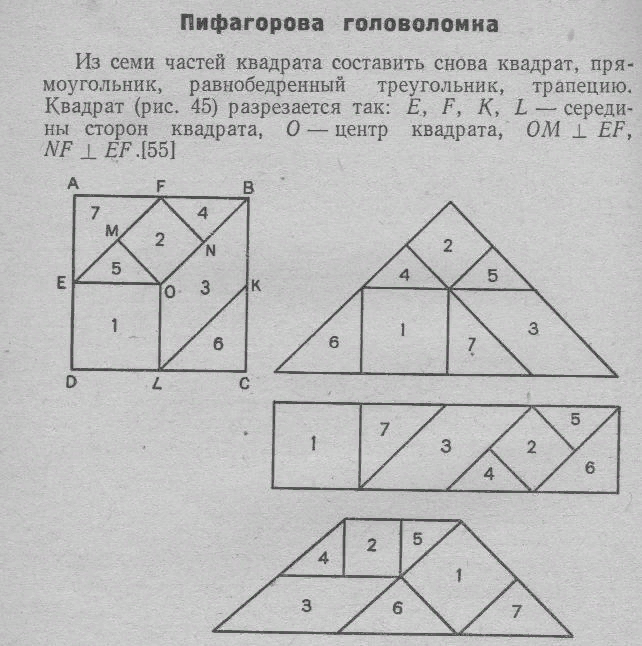 Пифагорова головоломка
Из семи частей квадрата составить снова квадрат, пря-
моугольник, равнобедренный треугольник, трапецию.
Квадрат (рис. 45) разрезается так: E, F, K, L — середи-
ны сторон квадрата, O — центр квадрата, OM ⊥ EF,
NF ⊥ EF.[55]
A F B
7 4
M 2
N
5
E O 3 K
1
6
D L C
2
4 5
6 1 7 3
1 7 3 4 2 5 6
4 2 5
1
3 6 7